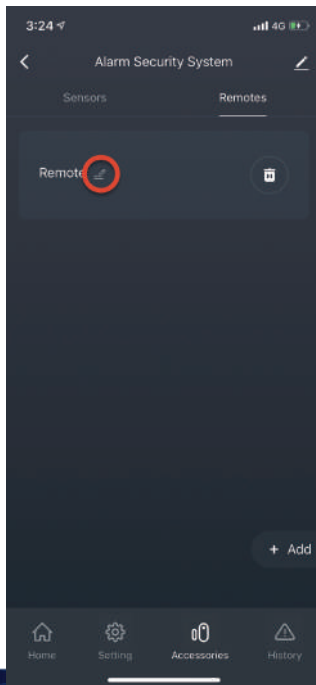 3:24 4G
Alarm Security System
Sensors Remotes
Remote
+ Add
Home Setting Accessories History